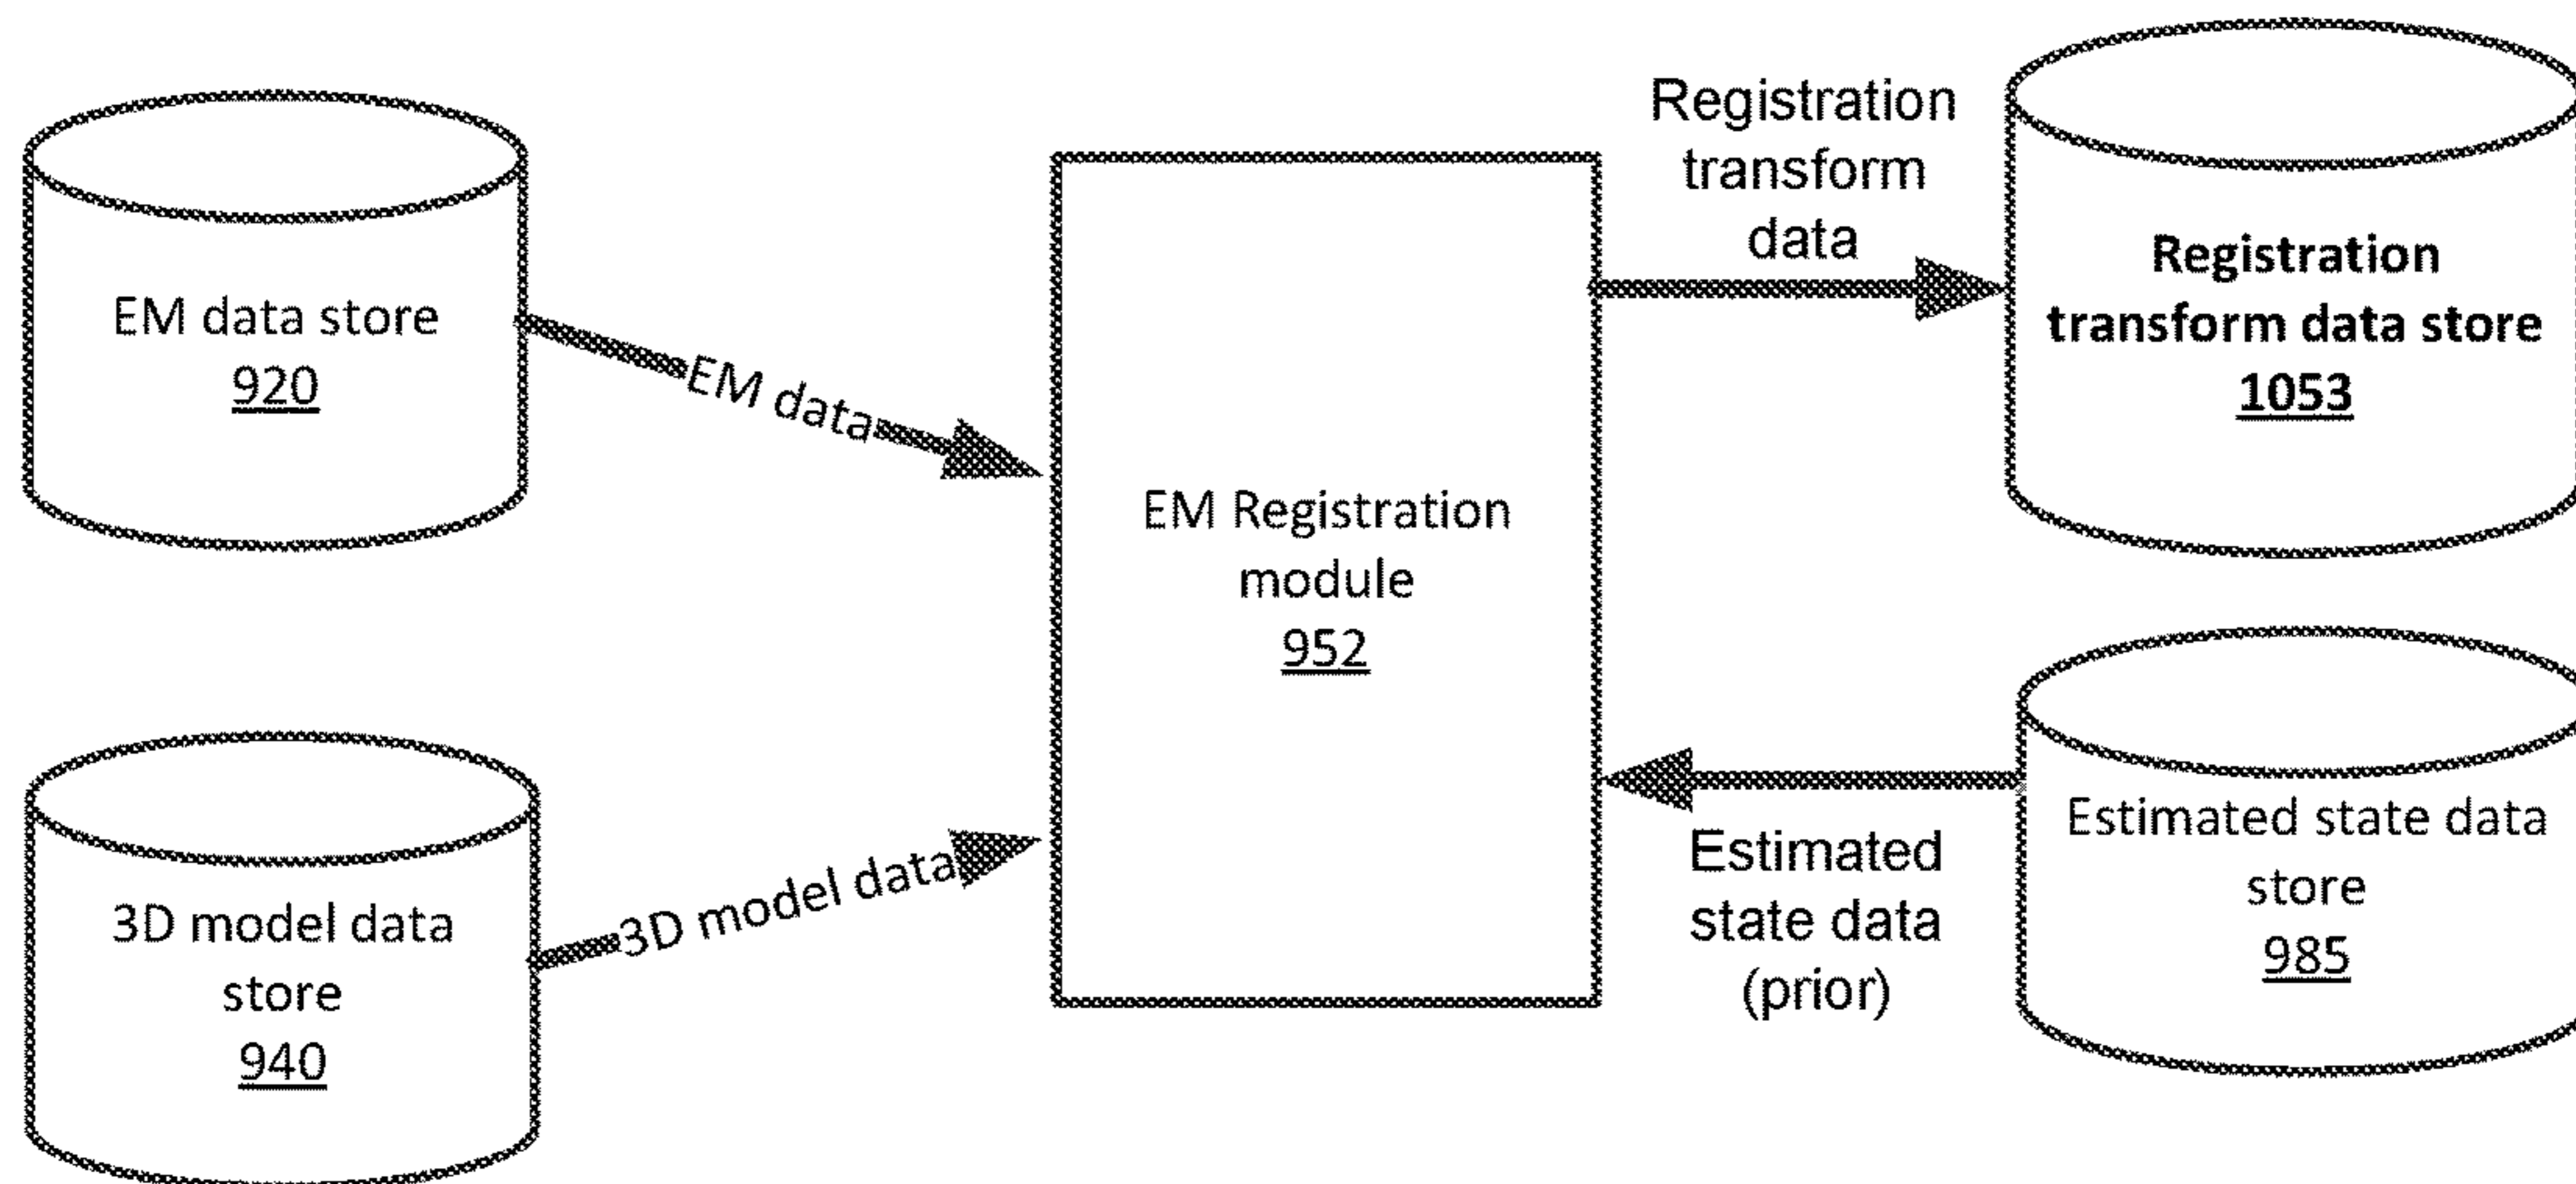 EM data store
920
EM data
3D model data
store
940
3D model data
EM Registration
module
952
Registration
transform
data
Registration
transform data store
1053
Estimated
state data
(prior)
Estimated state data
store
985